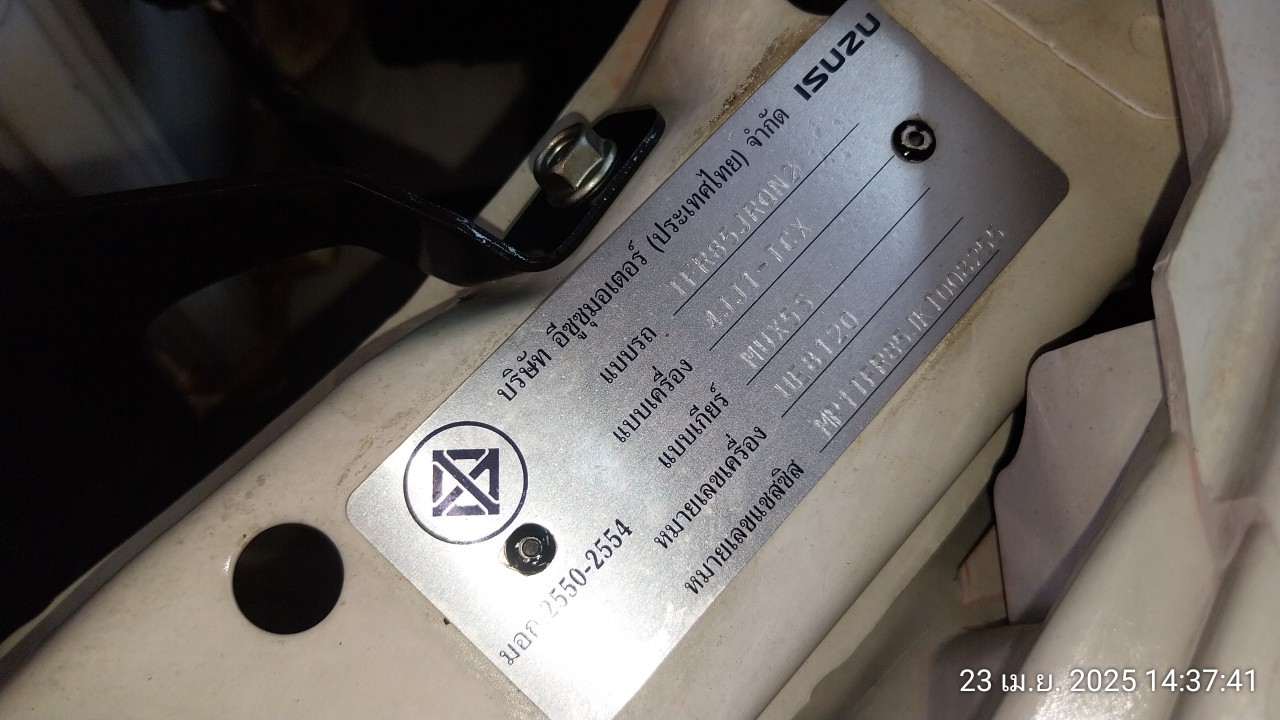 ISUZU
บริษัท อีซูซุมอเตอร์ (ประเทศไทย) จำกัด
แบบรถ
แบบเครื่อง 4JJ1-TCX
แบบเกียร์ MUX5S
หมายเลขเครื่อง
หมายเลขแชสซิส
มอก. 2550-2554
23 เม.ย. 2025 14:37:41